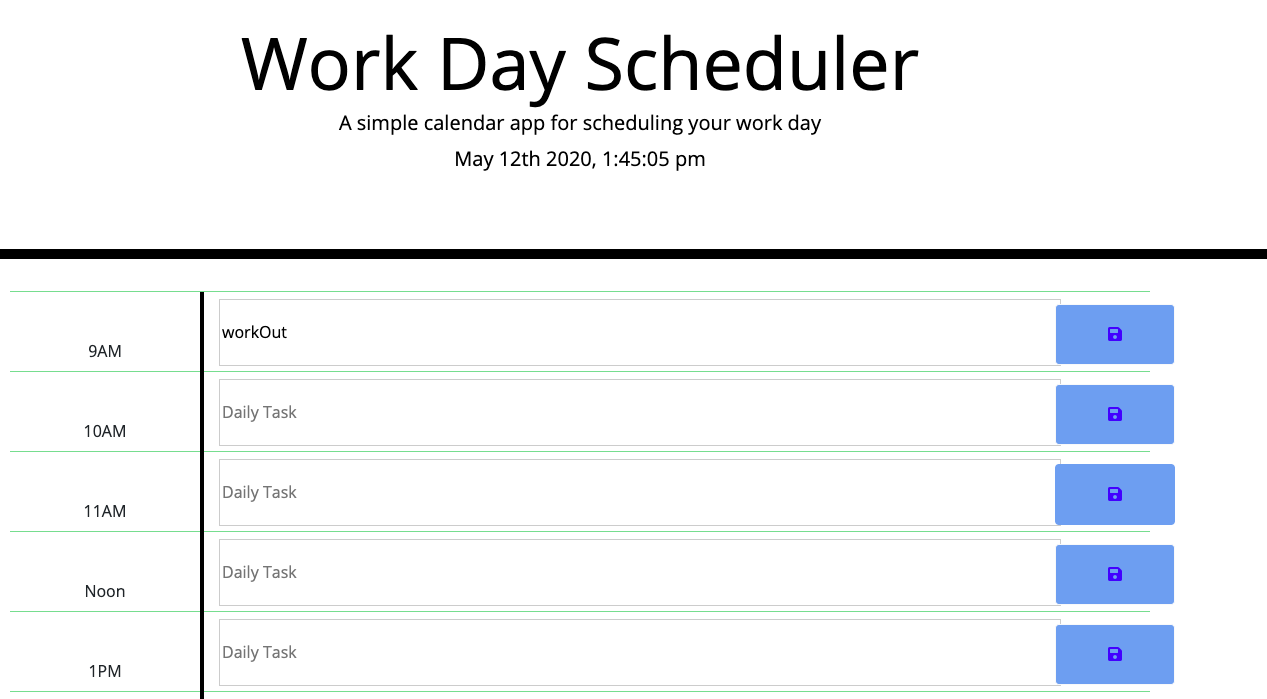 Work Day Scheduler
A simple calendar app for scheduling your work day
May 12th 2020, 1:45:05 pm
workOut
9AM
Daily Task
10AM
Daily Task
11AM
Daily Task
Noon
Daily Task
1PM